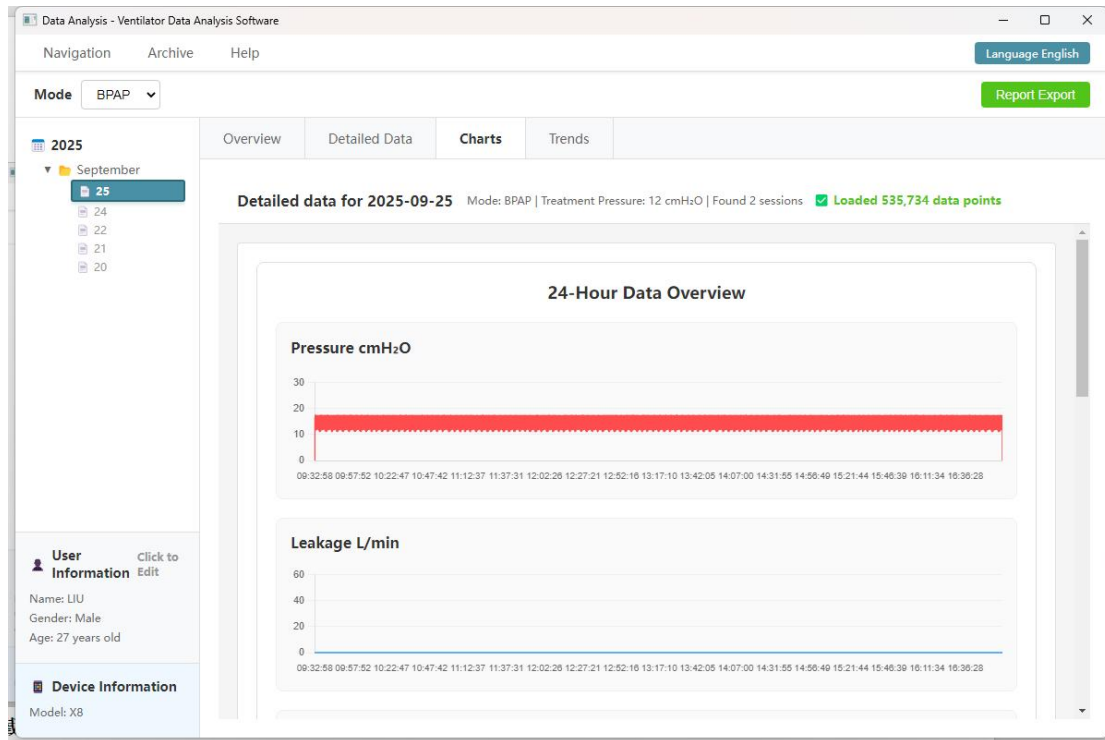 Data Analysis - Ventilator Data Analysis Software
Navigation Archive Help Language English
Mode BPAP Report Export
2025
September
25
24
22
21
20
User Information Click to Edit
Name: LIU
Gender: Male
Age: 27 years old
Device Information
Model: X8
Overview Detailed Data Charts Trends
Detailed data for 2025-09-25 Mode: BPAP | Treatment Pressure: 12 cmH₂O | Found 2 sessions Loaded 535,734 data points
24-Hour Data Overview
Pressure cmH₂O
30
20
10
0
09:32:58 09:57:52 10:22:47 10:47:42 11:12:37 11:37:31 12:02:26 12:27:21 12:52:16 13:17:10 13:42:05 14:07:00 14:31:55 14:56:49 15:21:44 15:46:39 16:11:34 16:36:28
Leakage L/min
60
40
20
0
09:32:58 09:57:52 10:22:47 10:47:42 11:12:37 11:37:31 12:02:26 12:27:21 12:52:16 13:17:10 13:42:05 14:07:00 14:31:55 14:56:49 15:21:44 15:46:39 16:11:34 16:36:28